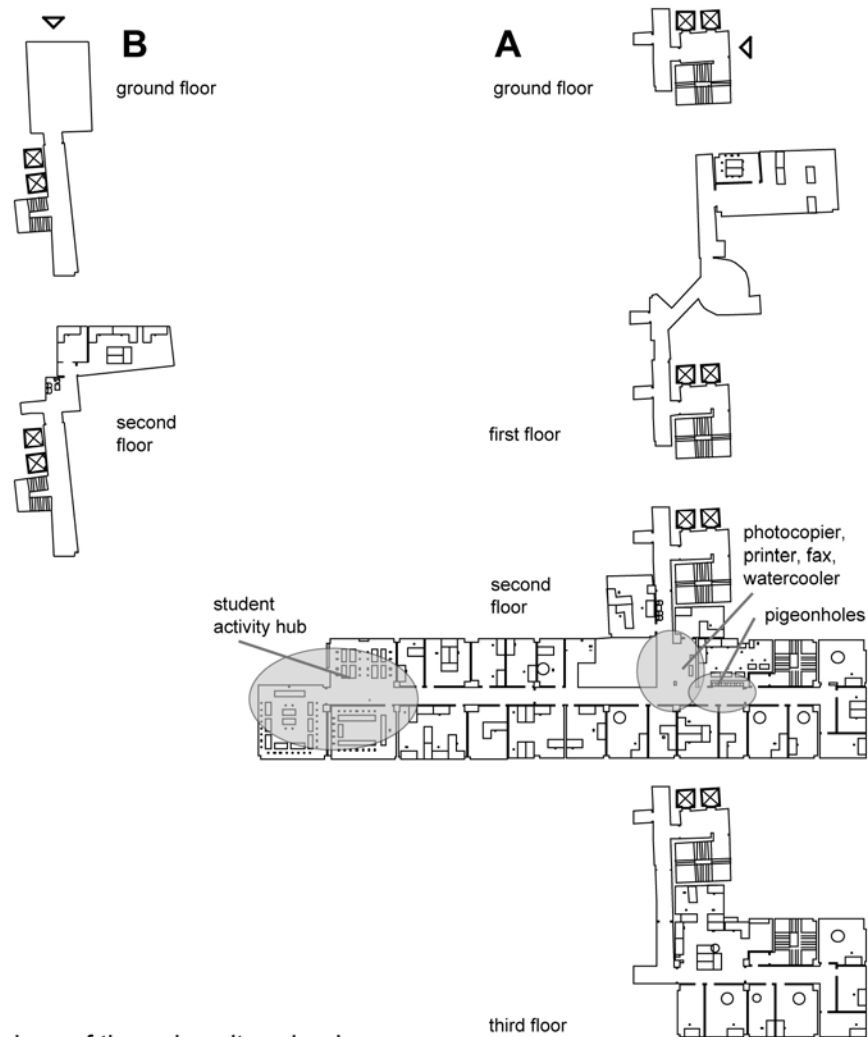 B
A
ground floor
ground floor
second
floor
first floor
photocopier,
printer, fax,
watercooler
second
floor
student
activity hub
pigeonholes
third floor